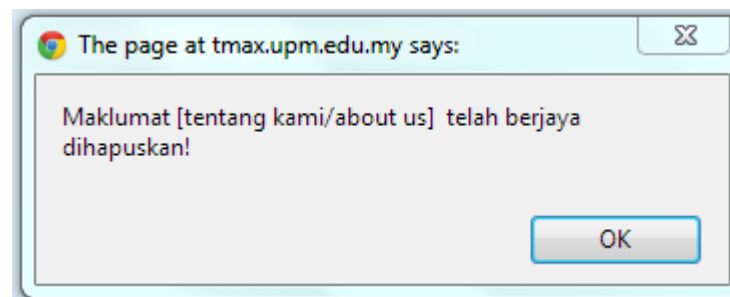 The page at tmax.upm.edu.my says:
Maklumat [tentang kami/about us]  telah berjaya
dihapuskan!
OK